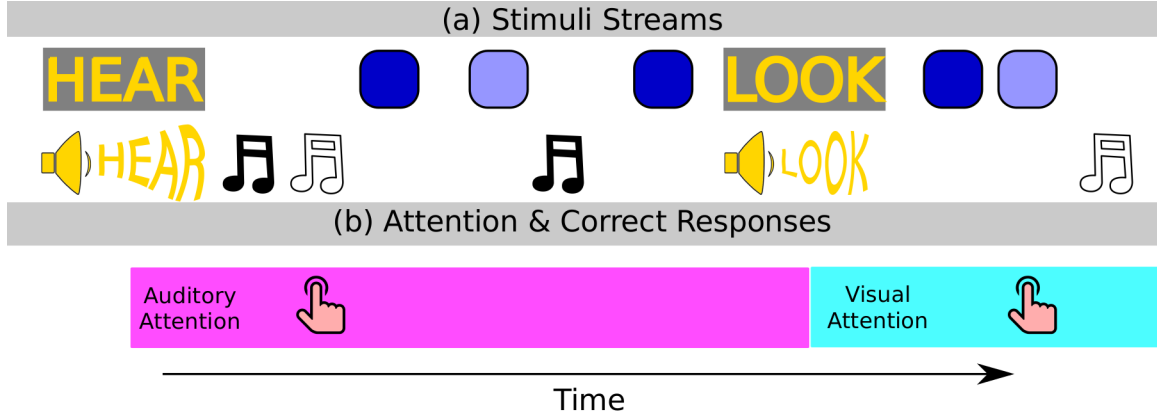 (a) Stimuli Streams
HEAR
LOOK
HEAR
LOOK
(b) Attention & Correct Responses
Auditory
Attention
Visual
Attention
Time